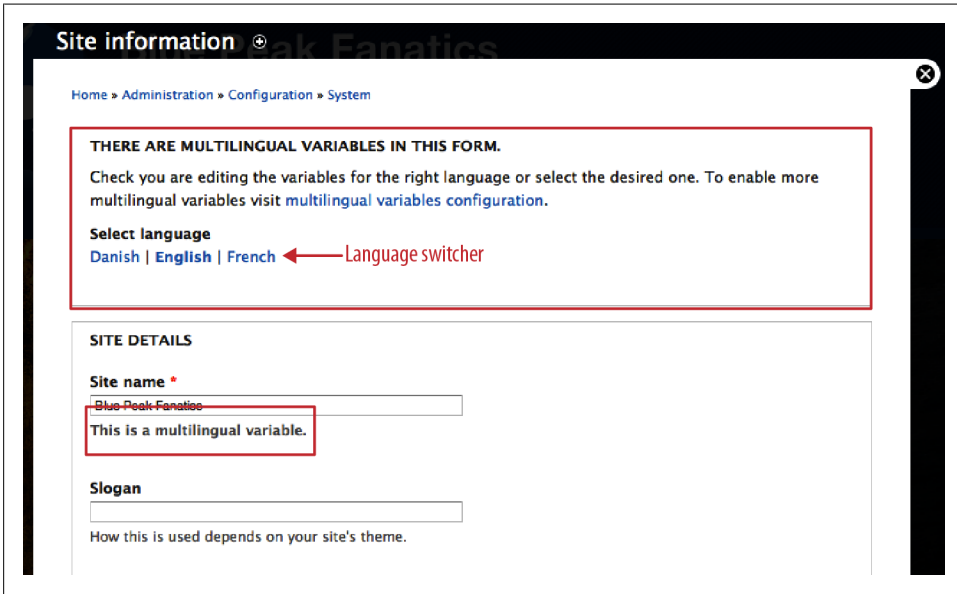 Site information
Blue Peak Fanatics
Home » Administration » Configuration » System
THERE ARE MULTILINGUAL VARIABLES IN THIS FORM.
Check you are editing the variables for the right language or select the desired one. To enable more
multilingual variables visit multilingual variables configuration.
Select language
Danish | English | French
Language switcher
SITE DETAILS
Site name *
Blue Peak Fanatics
This is a multilingual variable.
Slogan
How this is used depends on your site's theme.